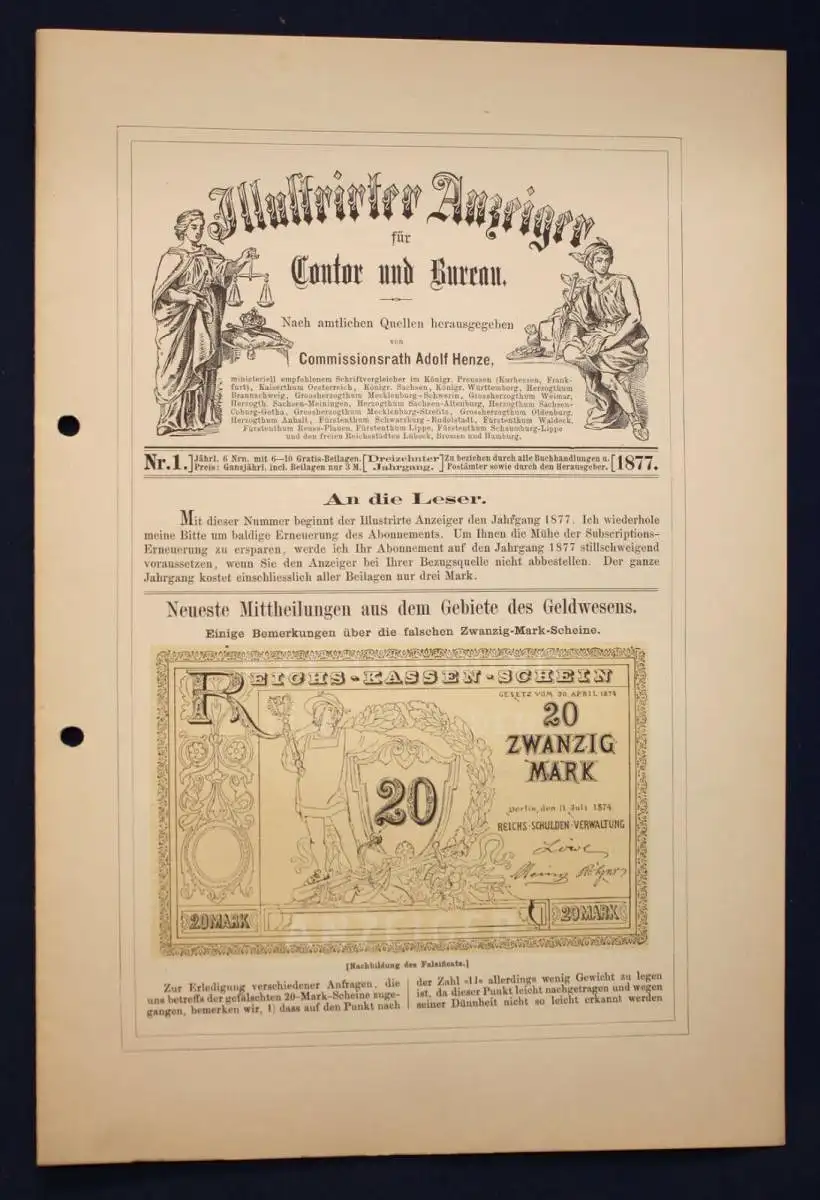 Illustrirter Anzeiger
für
Contor und Bureau.
Nach amtlichen Quellen herausgegeben
von
Commissionsrath Adolf Henze,
ministeriell empfohlenem Schriftvergleicher im Königr. Preussen (Kurhessen, Frank-
furt), Kaiserthum Oesterreich, Königr. Sachsen, Königr. Württemberg, Herzogthum
Braunschweig, Grossherzogthum Mecklenburg-Schwerin, Grossherzogthum Weimar,
Herzogth. Sachsen-Meiningen, Herzogthum Sachsen-Altenburg, Herzogthum Sachsen-
Coburg-Gotha, Grossherzogthum Mecklenburg-Strelitz, Grossherzogthum Oldenburg,
Herzogthum Anhalt, Fürstenthum Schwarzburg-Rudolstadt, Fürstenthum Waldeck,
Fürstenthum Reuss-Plauen, Fürstenthum Lippe, Fürstenthum Schaumburg-Lippe
und den freien Reichsstädten Lübeck, Bremen und Hamburg.
Nr. 1.] Jährl. 6 Nrn. mit 6—10 Gratis-Beilagen. [Dreizehnter Zu beziehen durch alle Buchhandlungen u. [1877.
Preis: Ganzjährl. incl. Beilagen nur 3 M. Jahrgang.] Postämter sowie durch den Herausgeber.
An die Leser.
Mit dieser Nummer beginnt der Illustrirte Anzeiger den Jahrgang 1877. Ich wiederhole
meine Bitte um baldige Erneuerung des Abonnements. Um Ihnen die Mühe der Subscriptions-
Erneuerung zu ersparen, werde ich Ihr Abonnement auf den Jahrgang 1877 stillschweigend
voraussetzen, wenn Sie den Anzeiger bei Ihrer Bezugsquelle nicht abbestellen. Der ganze
Jahrgang kostet einschliesslich aller Beilagen nur drei Mark.
Neueste Mittheilungen aus dem Gebiete des Geldwesens.
Einige Bemerkungen über die falschen Zwanzig-Mark-Scheine.
REICHS-KASSEN-SCHEIN
GESETZ VOM 30. APRIL 1874
20
ZWANZIG
MARK
20
Berlin, den 11. Juli 1874
REICHS-SCHULDEN-VERWALTUNG
Löwe
20 MARK
20 MARK
[Nachbildung des Falsificats.]
Zur Erledigung verschiedener Anfragen, die
uns betreffs der gefälschten 20-Mark-Scheine zuge-
gangen, bemerken wir, 1) dass auf den Punkt nach
der Zahl «11» allerdings wenig Gewicht zu legen
ist, da dieser Punkt leicht nachgetragen und wegen
seiner Dünnheit nicht so leicht erkannt werden